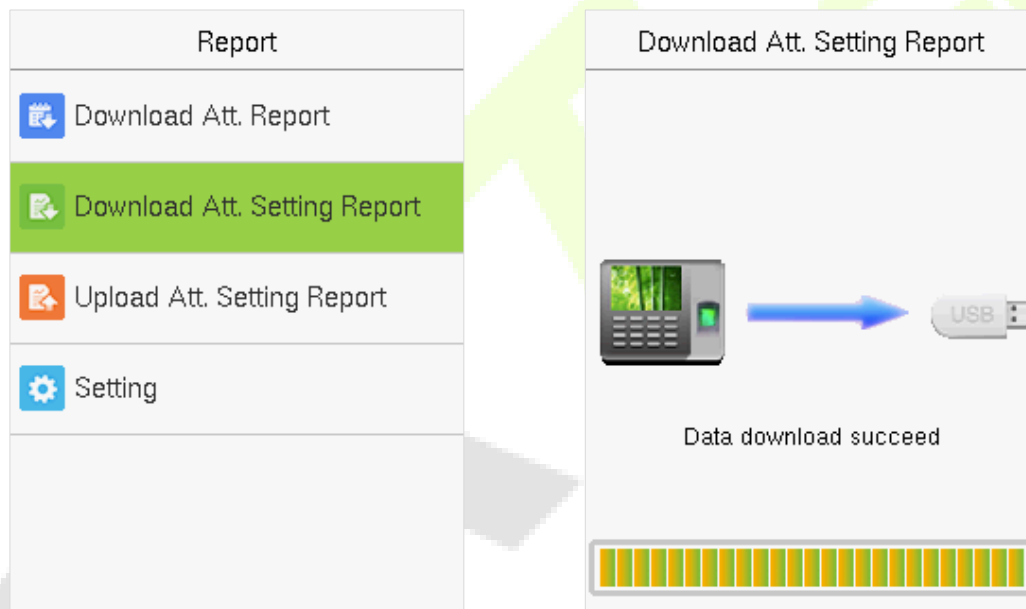 Report
Download Att. Report
Download Att. Setting Report
Upload Att. Setting Report
Setting
Download Att. Setting Report
USB
Data download succeed